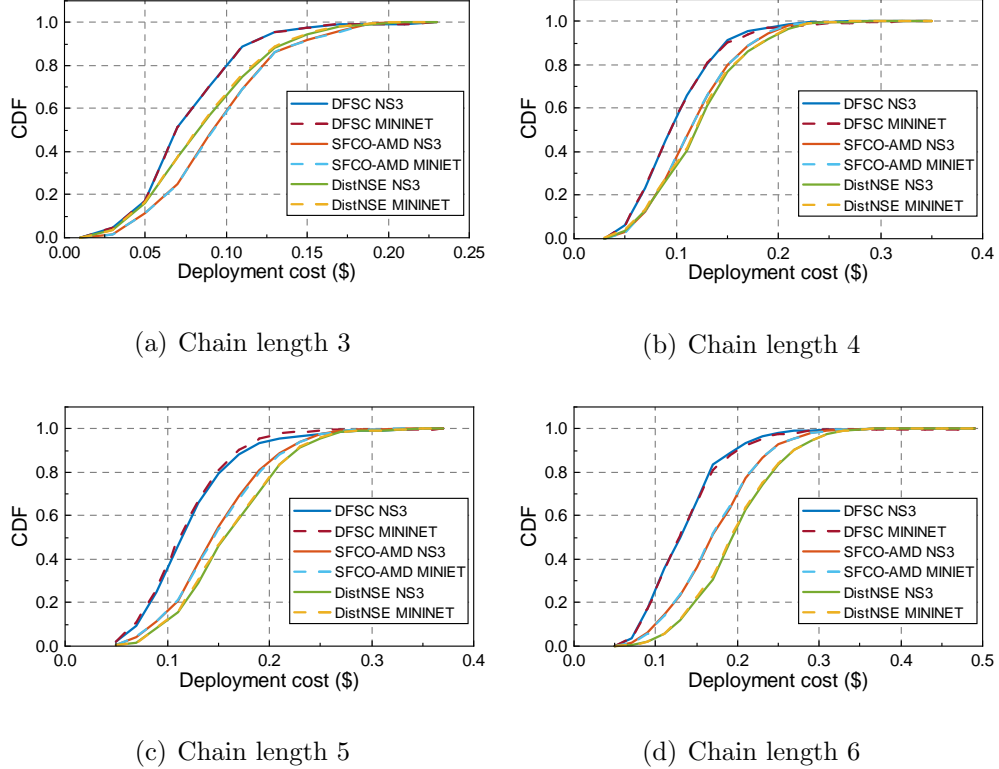 1.0
0.8
0.6
0.4
0.2
0.0
CDF
DFSC NS3
DFSC MININET
SFCO-AMD NS3
SFCO-AMD MINIET
DistNSE NS3
DistNSE MININET
0.00 0.05 0.10 0.15 0.20 0.25
Deployment cost ($)
(a) Chain length 3
1.0
0.8
0.6
0.4
0.2
0.0
CDF
DFSC NS3
DFSC MININET
SFCO-AMD NS3
SFCO-AMD MINIET
DistNSE NS3
DistNSE MININET
0.0 0.1 0.2 0.3 0.4
Deployment cost ($)
(b) Chain length 4
1.0
0.8
0.6
0.4
0.2
0.0
CDF
DFSC NS3
DFSC MININET
SFCO-AMD NS3
SFCO-AMD MINIET
DistNSE NS3
DistNSE MININET
0.0 0.1 0.2 0.3 0.4
Deployment cost ($)
(c) Chain length 5
1.0
0.8
0.6
0.4
0.2
0.0
CDF
DFSC NS3
DFSC MININET
SFCO-AMD NS3
SFCO-AMD MINIET
DistNSE NS3
DistNSE MININET
0.0 0.1 0.2 0.3 0.4 0.5
Deployment cost ($)
(d) Chain length 6